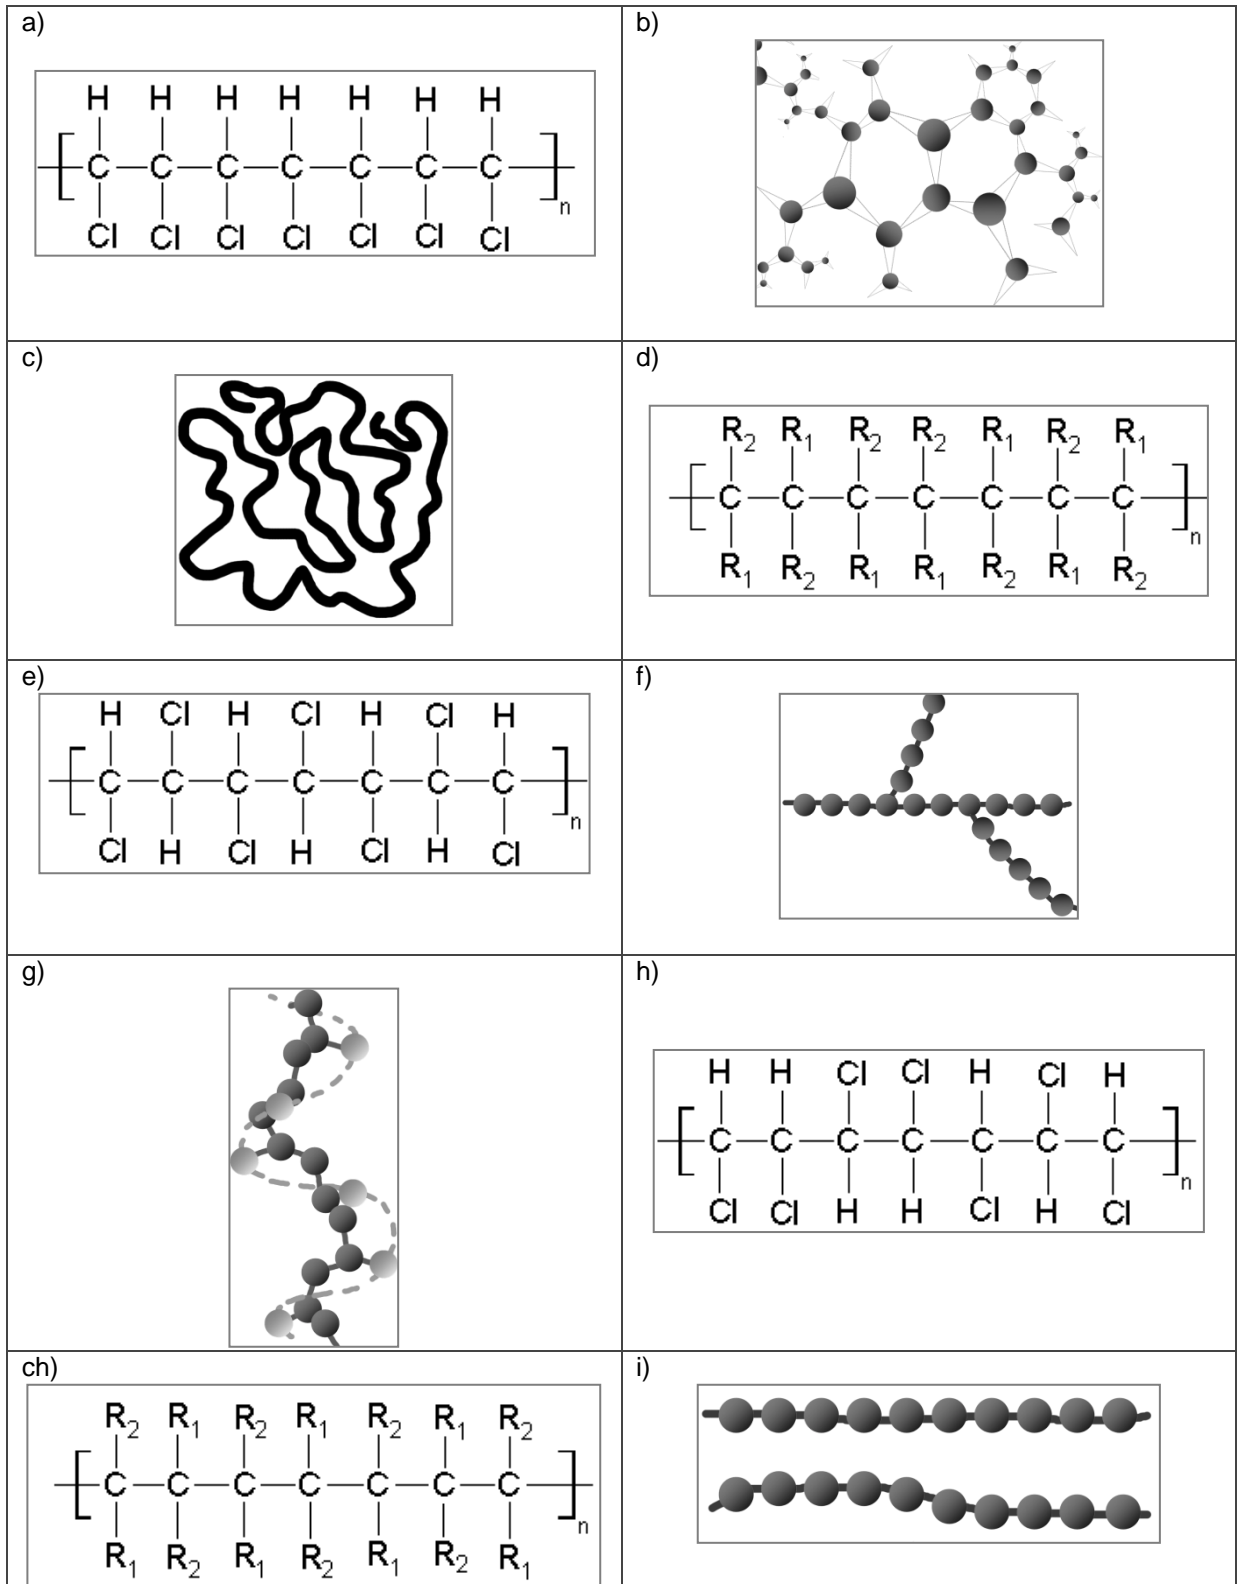 a)
H H H H H H H
[ C C C C C C C ]n
Cl Cl Cl Cl Cl Cl Cl
b)
c)
d)
R2 R1 R2 R2 R1 R2 R1
[ C C C C C C C ]n
R1 R2 R1 R1 R2 R1 R2
e)
H Cl H Cl H Cl H
[ C C C C C C C ]n
Cl H Cl H Cl H Cl
f)
g)
h)
H H Cl Cl H Cl H
[ C C C C C C C ]n
Cl Cl H H Cl H Cl
ch)
R2 R1 R2 R1 R2 R1 R2
[ C C C C C C C ]n
R1 R2 R1 R2 R1 R2 R1
i)